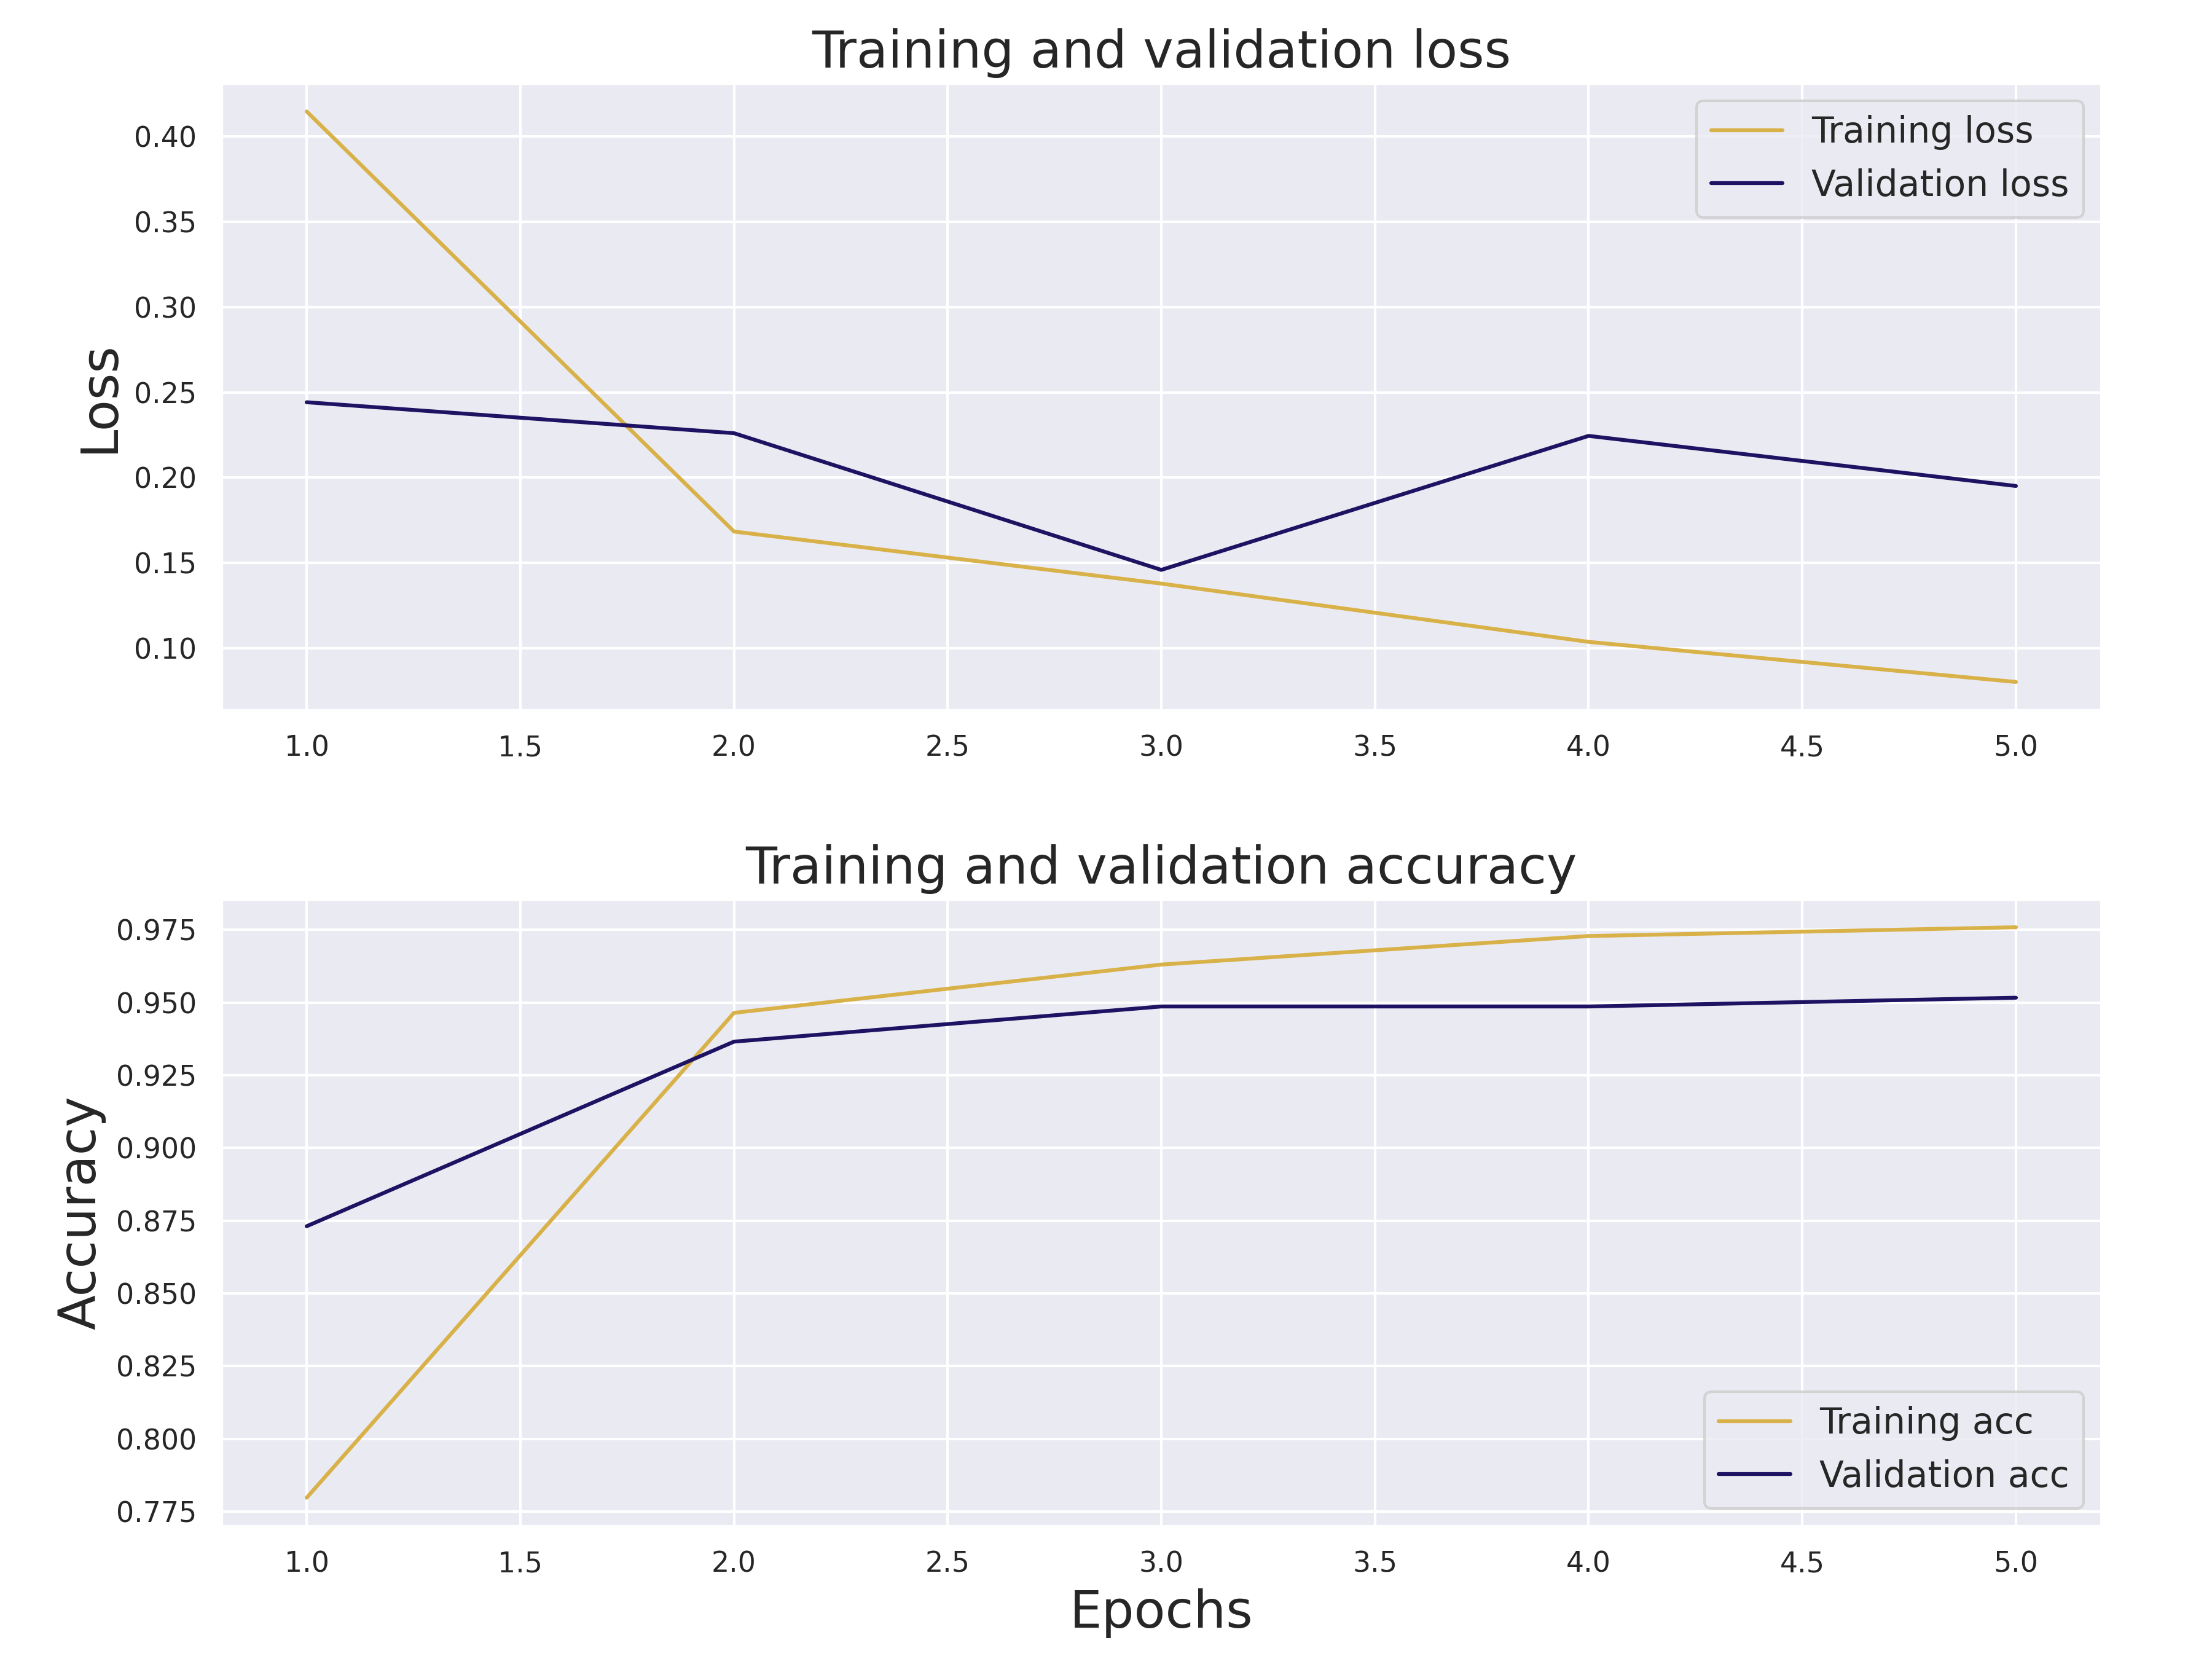 Training and validation loss
Loss
0.40
0.35
0.30
0.25
0.20
0.15
0.10
Training loss
Validation loss
1.0 1.5 2.0 2.5 3.0 3.5 4.0 4.5 5.0
Training and validation accuracy
Accuracy
0.975
0.950
0.925
0.900
0.875
0.850
0.825
0.800
0.775
Training acc
Validation acc
1.0 1.5 2.0 2.5 3.0 3.5 4.0 4.5 5.0
Epochs